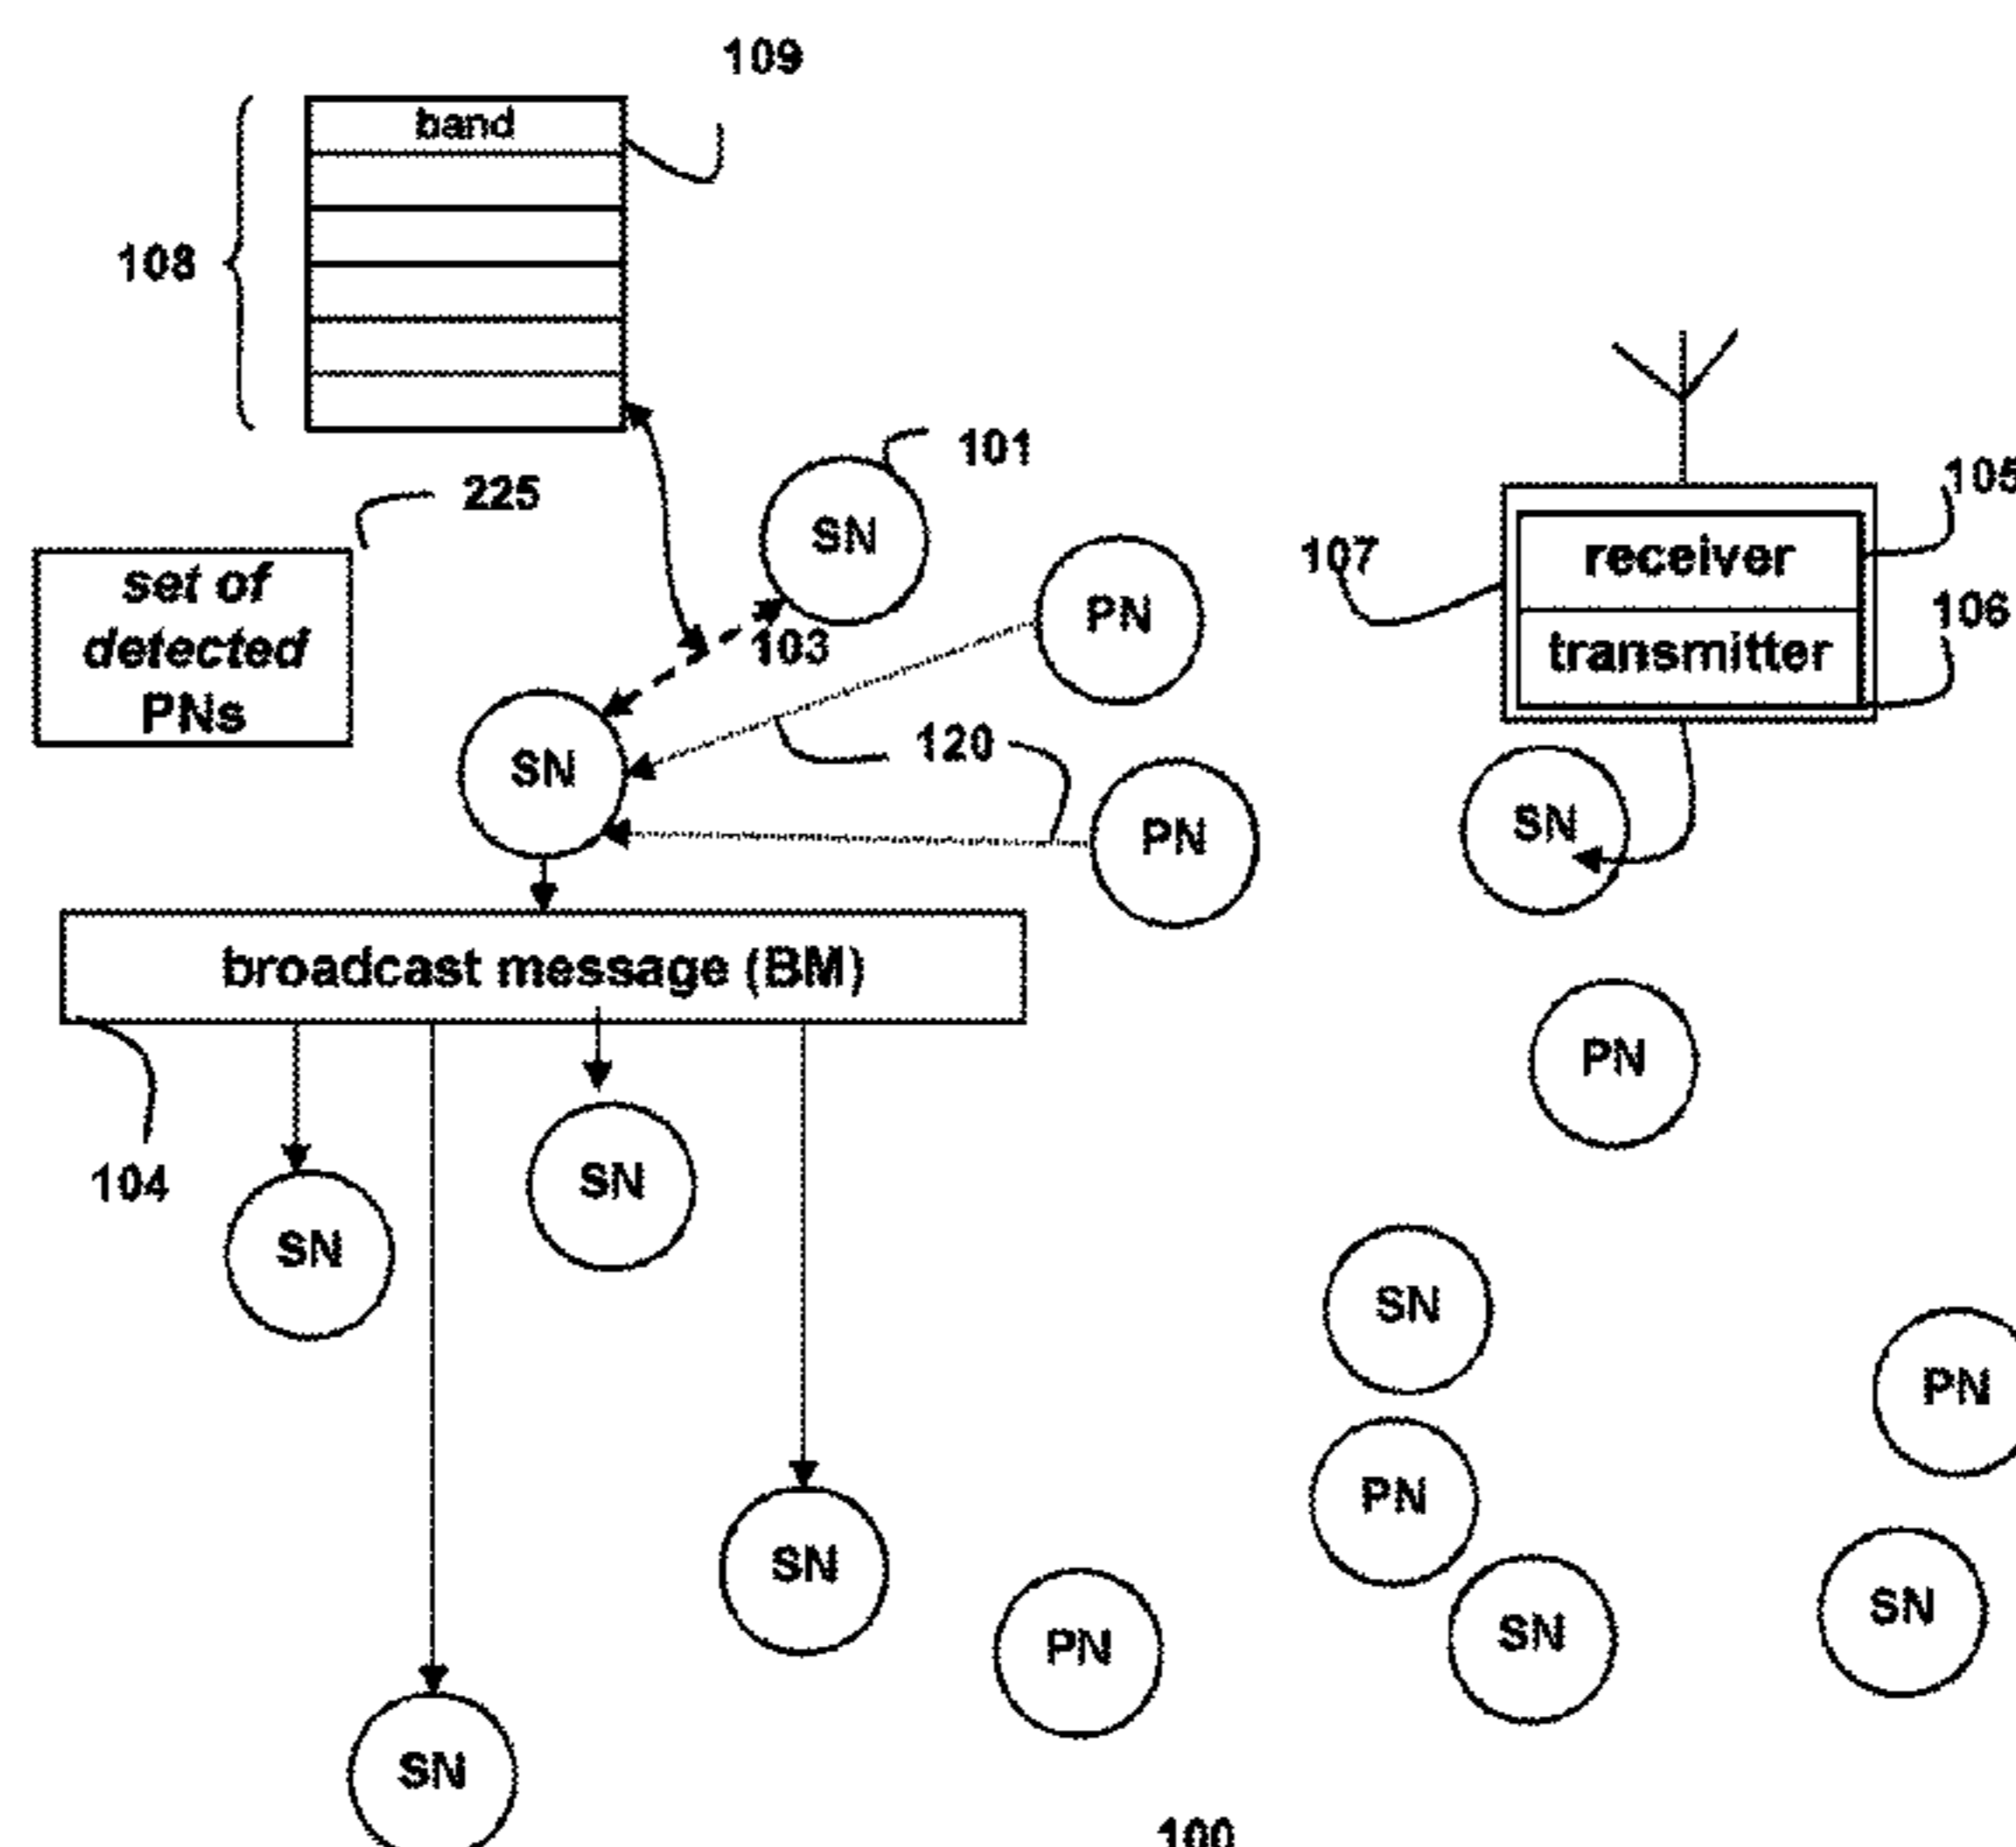 109
band
108
101
225
105
SN
set of
detected
PNs
107
receiver
PN
106
103
transmitter
120
SN
PN
SN
broadcast message (BM)
PN
104
SN
SN
SN
PN
PN
SN
PN
SN
SN
SN
100